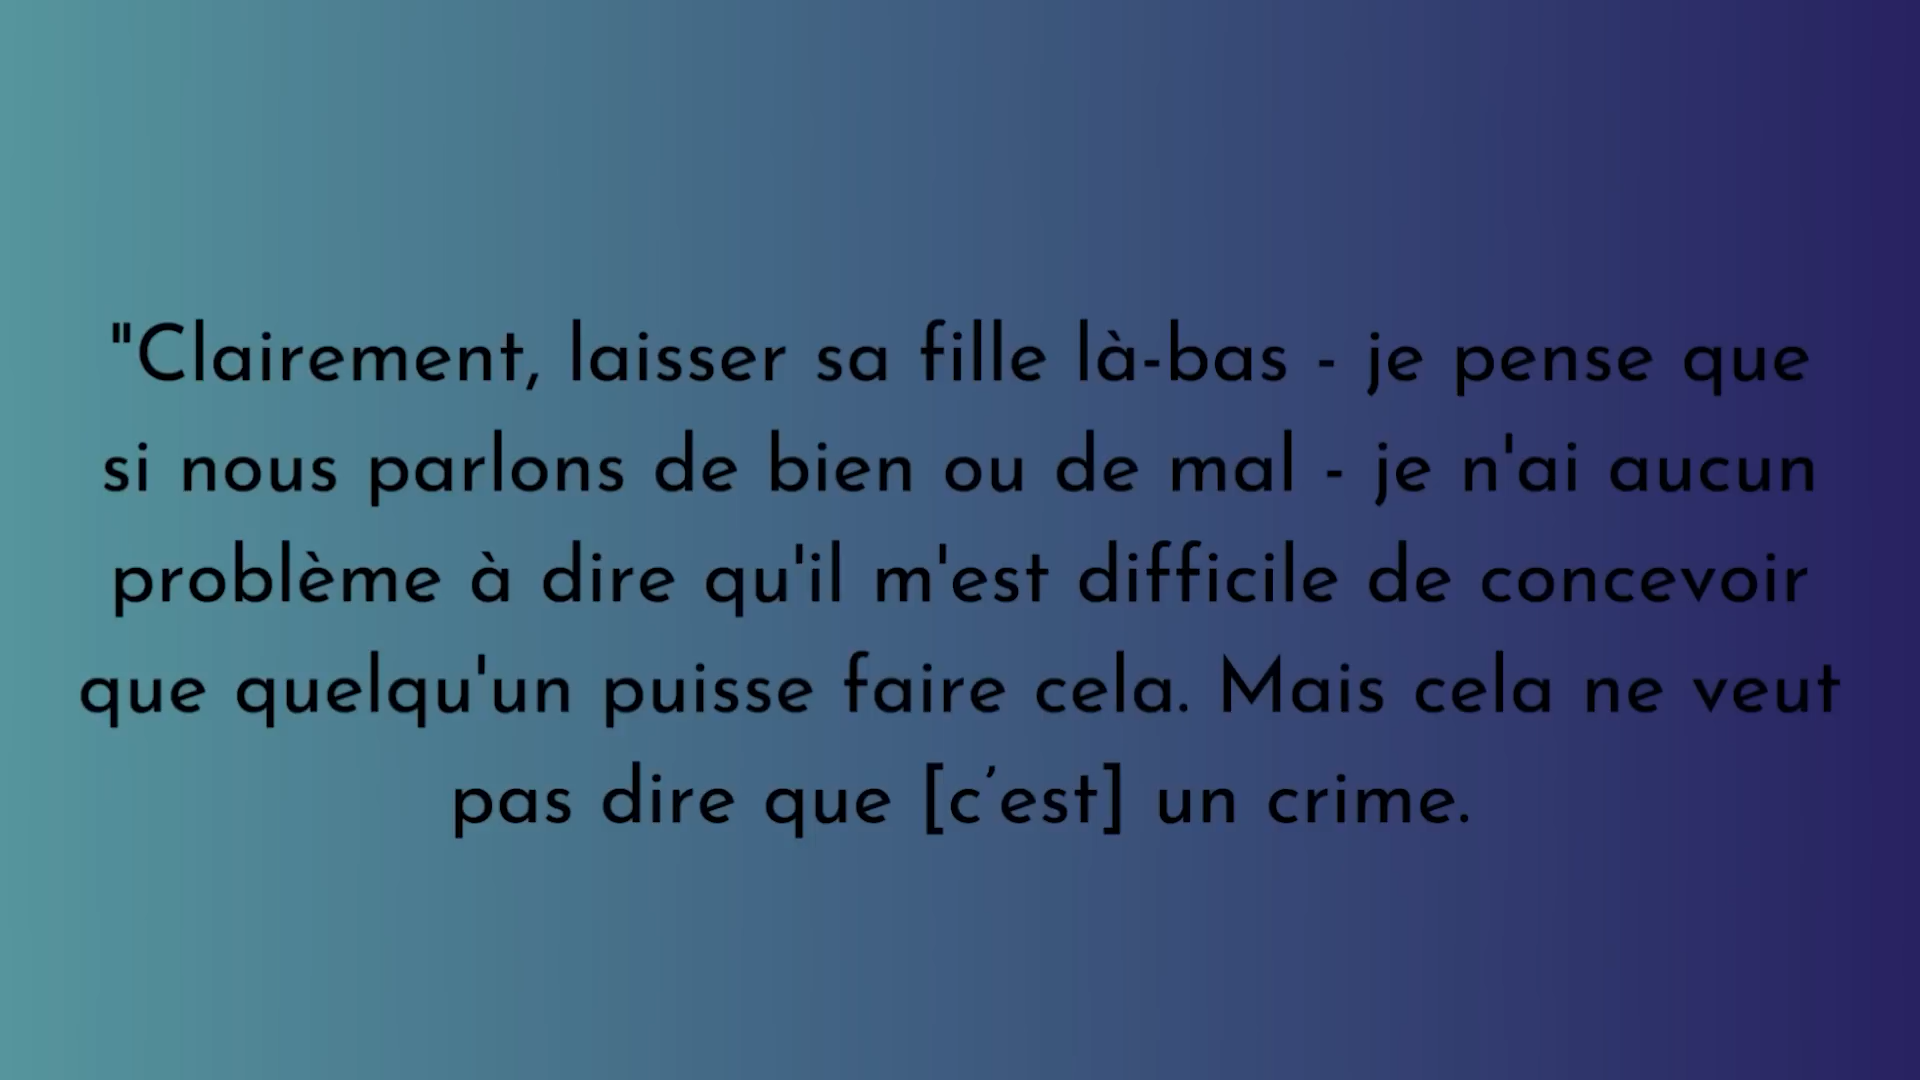 "Clairement, laisser sa fille là-bas - je pense que
si nous parlons de bien ou de mal - je n'ai aucun
problème à dire qu'il m'est difficile de concevoir
que quelqu'un puisse faire cela. Mais cela ne veut
pas dire que [c’est] un crime.